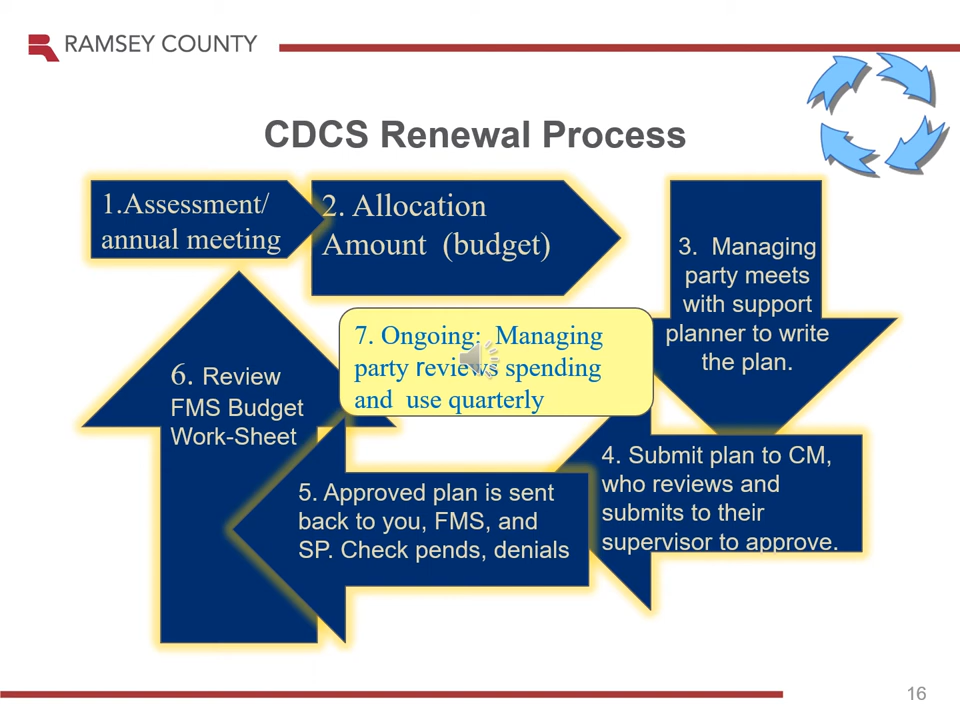 RAMSEY COUNTY
CDCS Renewal Process
1.Assessment/
annual meeting
2. Allocation
Amount (budget)
3. Managing
party meets
with support
planner to write
the plan.
4. Submit plan to CM,
who reviews and
submits to their
supervisor to approve.
5. Approved plan is sent
back to you, FMS, and
SP. Check pends, denials
6. Review
FMS Budget
Work-Sheet
7. Ongoing: Managing
party reviews spending
and use quarterly
16